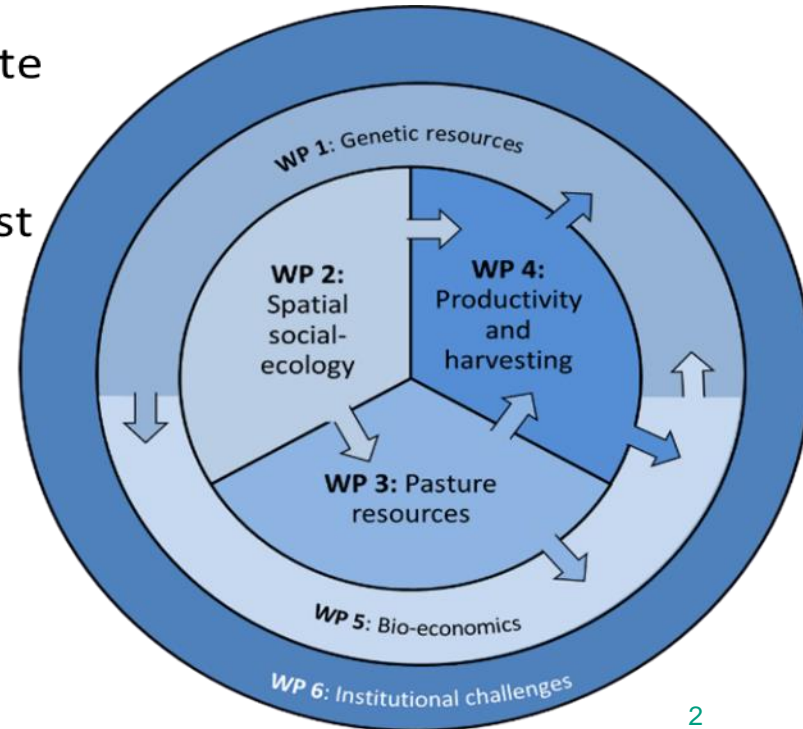 te
st
WP 1: Genetic resources
WP 2:
Spatial
social-
ecology
WP 4:
Productivity
and
harvesting
WP 3: Pasture
resources
WP 5: Bio-economics
WP 6: Institutional challenges
2